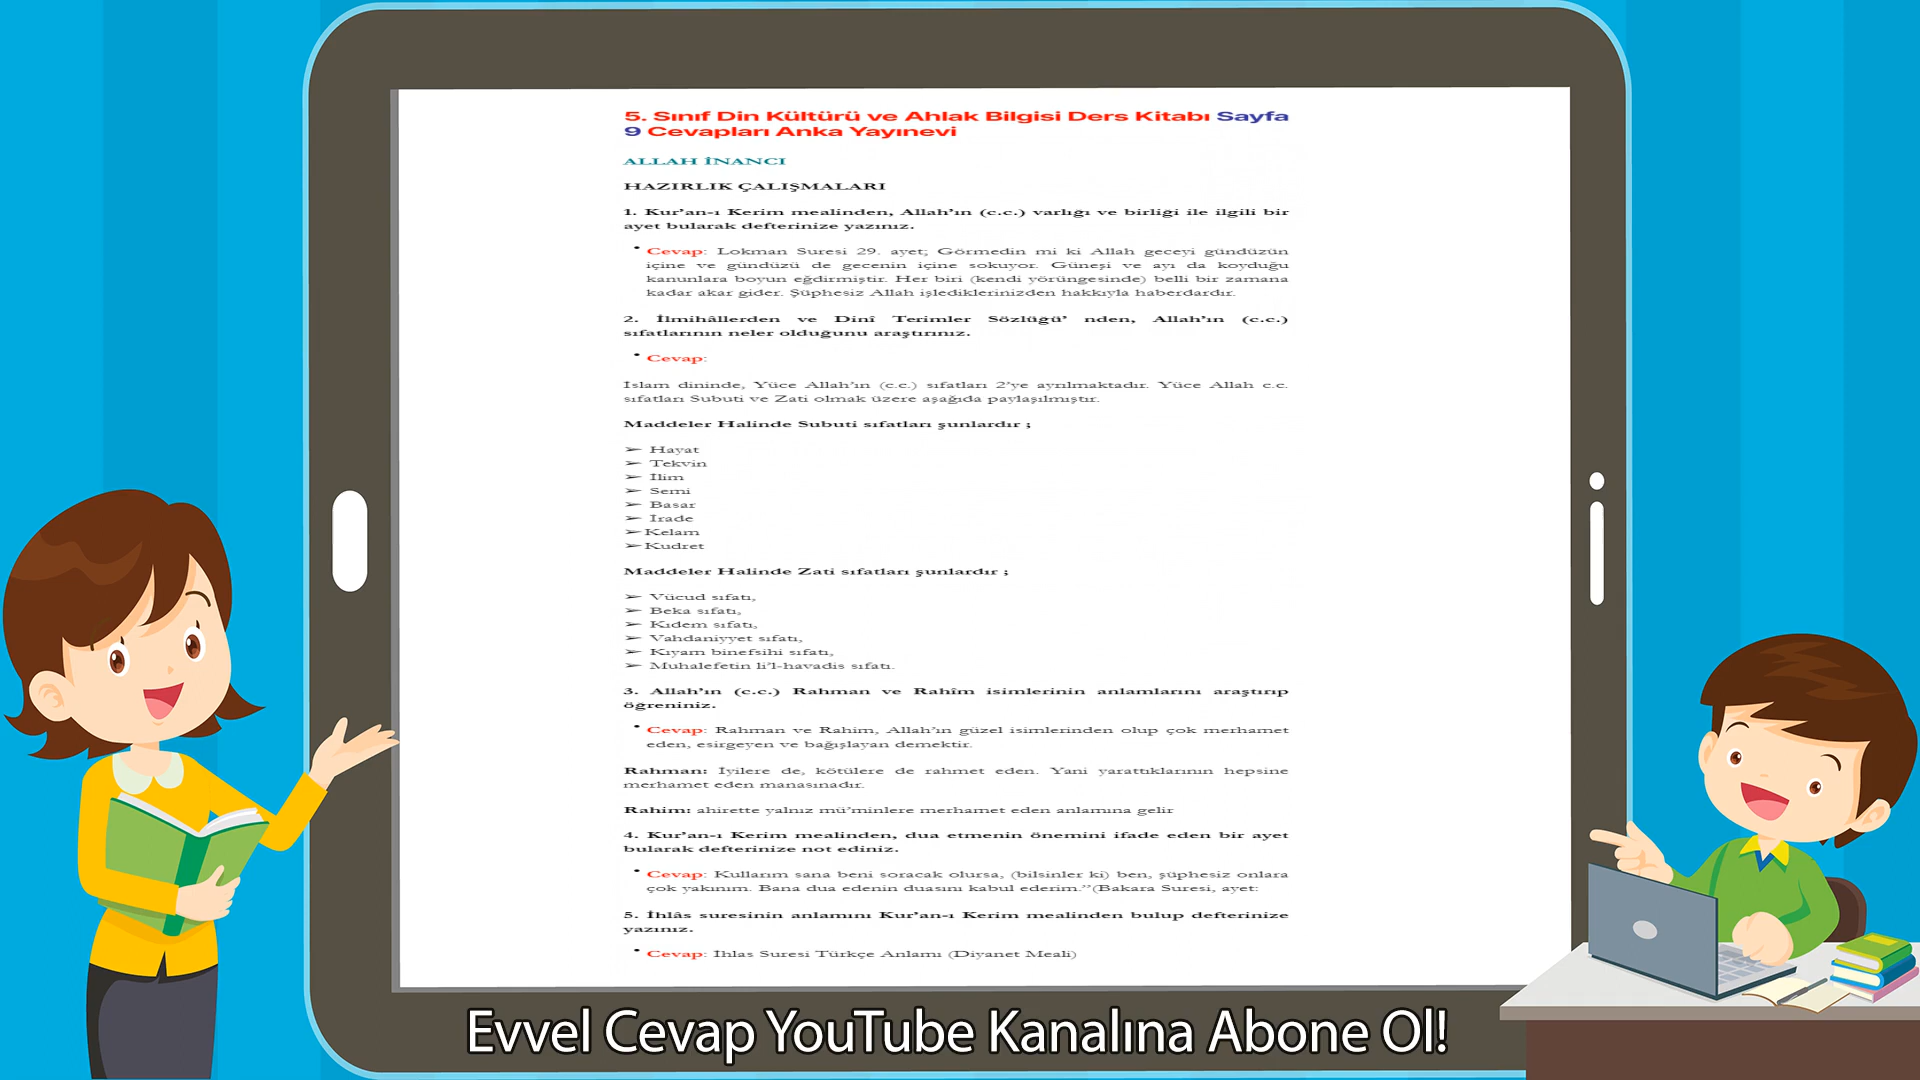 5. Sınıf Din Kültürü ve Ahlak Bilgisi Ders Kitabı Sayfa
9 Cevapları Anka Yayınevi
ALLAH İNANCI
HAZIRLIK ÇALIŞMALARI
1. Kur'an-ı Kerim mealinden, Allah'ın (c.c.) varlığı ve birliği ile ilgili bir
ayet bularak defterinize yazınız.
• Cevap: Lokman Suresi 29. ayet; Görmedin mi ki Allah geceyi gündüzün
içine ve gündüzü de gecenin içine sokuyor. Güneşi ve ayı da koyduğu
kanunlara boyun eğdirmiştir. Her biri (kendi yörüngesinde) belli bir zamana
kadar akar gider. Şüphesiz Allah işlediklerinizden hakkıyla haberdardır.
2. İlmihâllerden ve Dinî Terimler Sözlüğü' nden, Allah'ın (c.c.)
sıfatlarının neler olduğunu araştırınız.
• Cevap:
İslam dininde, Yüce Allah'ın (c.c.) sıfatları 2'ye ayrılmaktadır. Yüce Allah c.c.
sıfatları Subuti ve Zati olmak üzere aşağıda paylaşılmıştır.
Maddeler Halinde Subuti sıfatları şunlardır ;
➢ Hayat
➢ Tekvin
➢ İlim
➢ Semi
➢ Basar
➢ İrade
➢ Kelam
➢ Kudret
Maddeler Halinde Zati sıfatları şunlardır ;
➢ Vücud sıfatı,
➢ Beka sıfatı,
➢ Kıdem sıfatı,
➢ Vahdaniyyet sıfatı,
➢ Kıyam binefsihi sıfatı,
➢ Muhalefetin li'l-havadis sıfatı.
3. Allah'ın (c.c.) Rahman ve Rahîm isimlerinin anlamlarını araştırıp
öğreniniz.
• Cevap: Rahman ve Rahim, Allah'ın güzel isimlerinden olup çok merhamet
eden, esirgeyen ve bağışlayan demektir.
Rahman: İyilere de, kötülere de rahmet eden. Yani yarattıklarının hepsine
merhamet eden manasınadır.
Rahim: ahirette yalnız mü'minlere merhamet eden anlamına gelir
4. Kur'an-ı Kerim mealinden, dua etmenin önemini ifade eden bir ayet
bularak defterinize not ediniz.
• Cevap: Kullarım sana beni soracak olursa, (bilsinler ki) ben, şüphesiz onlara
çok yakınım. Bana dua edenin duasını kabul ederim."(Bakara Suresi, ayet:
5. İhlâs suresinin anlamını Kur'an-ı Kerim mealinden bulup defterinize
yazınız.
• Cevap: İhlas Suresi Türkçe Anlamı (Diyanet Meali)
Evvel Cevap YouTube Kanalına Abone Ol!